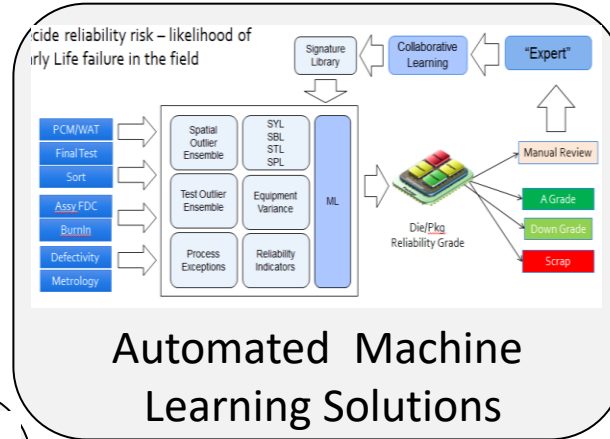 cide reliability risk – likelihood of
rly Life failure in the field
Signature
Library
Collaborative
Learning
“Expert”
PCM/WAT
Final Test
Sort
Assy FDC
BurnIn
Defectivity
Metrology
Spatial
Outlier
Ensemble
SYL
SBL
STL
SPL
Test Outlier
Ensemble
Equipment
Variance
Process
Exceptions
Reliability
Indicators
ML
Die/Pkg
Reliability Grade
Manual Review
A Grade
Down Grade
Scrap
Automated Machine
Learning Solutions